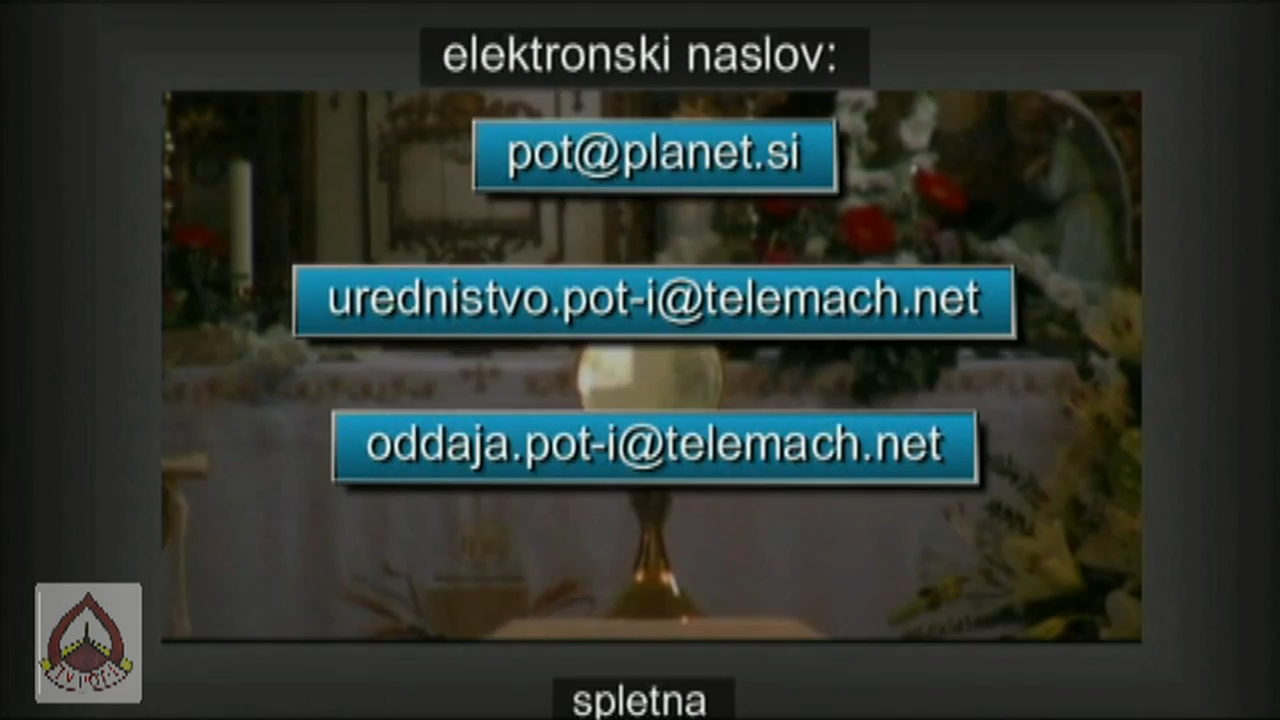 elektronski naslov:
pot@planet.si
urednistvo.pot-i@telemach.net
oddaja.pot-i@telemach.net
spletna